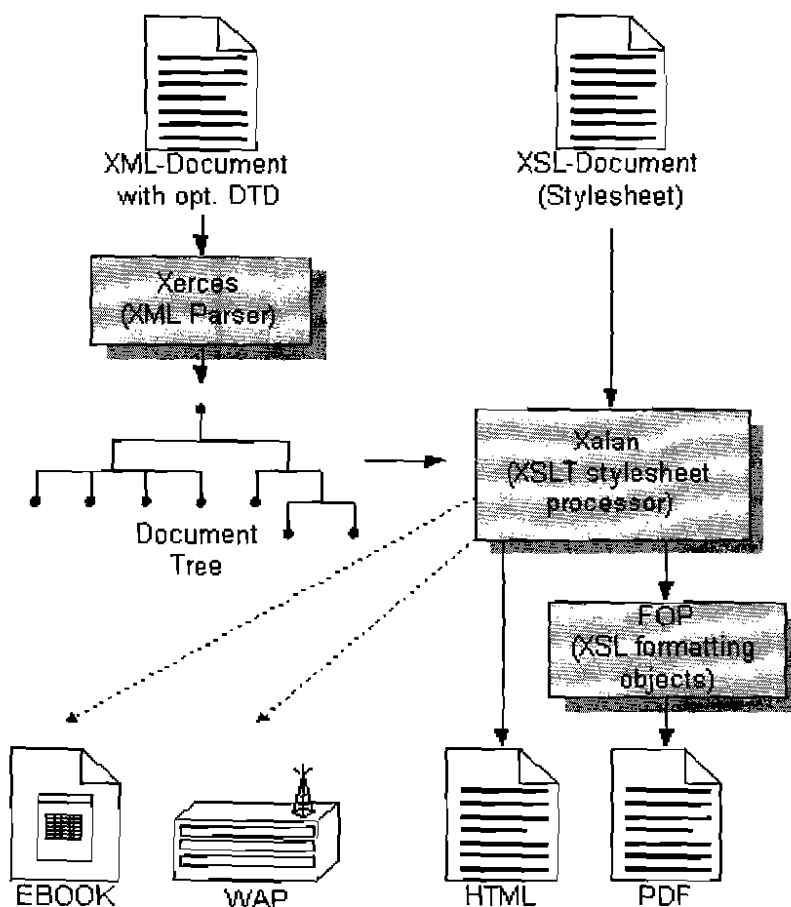 XML-Document
with opt. DTD
XSL-Document
(Stylesheet)
Xerces
(XML Parser)
Document
Tree
Xalan
(XSLT stylesheet
processor)
FOP
(XSL formatting
objects)
EBOOK
WAP
HTML
PDF